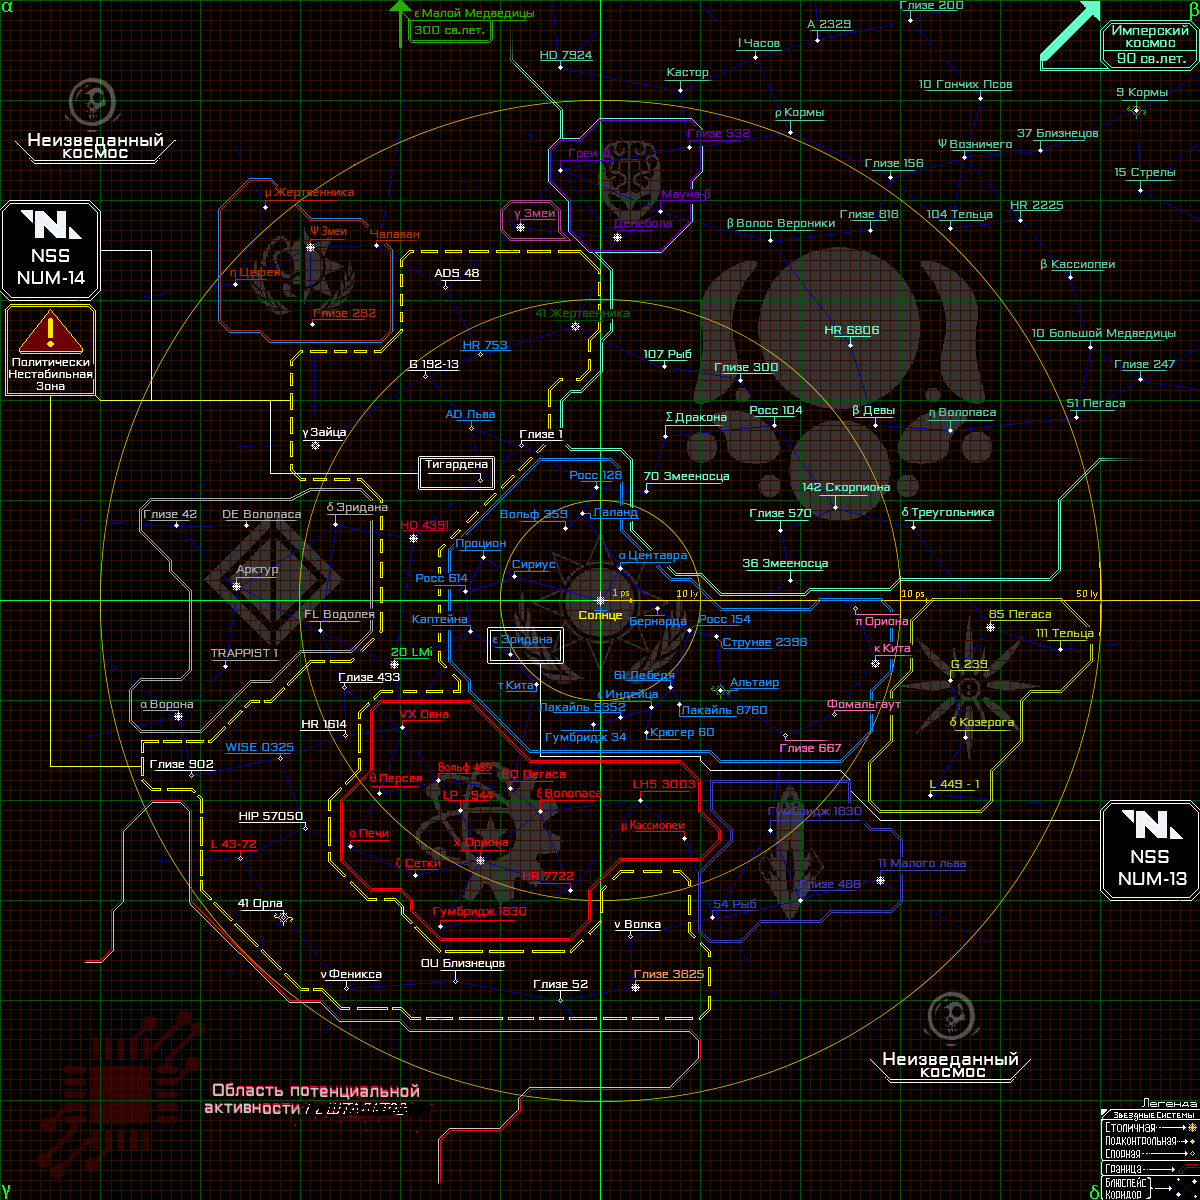 α
ε Малой Медведицы
300 св.лет.
β
Имперский
космос
90 св.лет.
Глизе 200
А 2329
Ι Часов
HD 7924
Кастор
10 Гончих Псов
9 Кормы
ρ Кормы
37 Близнецов
Ψ Возничего
Глизе 156
15 Стрелы
Неизведанный
космос
Глизе 532
Мауна-β
Денебола
γ Змеи
β Волос Вероники
Глизе 818
104 Тельца
HR 2225
μ Жертвенника
Ψ Змеи
Чалаван
η Цефея
Глизе 282
NSS
NUM-14
ADS 48
β Кассиопеи
41 Жертвенника
HR 6806
10 Большой Медведицы
Политически
Нестабильная
Зона
HR 753
G 192-13
107 Рыб
Глизе 300
Глизе 247
АD Льва
Σ Дракона
Росс 104
β Девы
η Волопаса
51 Пегаса
γ Зайца
Глизе 1
Тигардена
Росс 128
70 Змееносца
142 Скорпиона
Глизе 42
DE Волопаса
δ Эридана
HD 4391
Вольф 359
Лаланд
Глизе 570
δ Треугольника
Процион
Сириус
α Центавра
36 Змееносца
Арктур
Росс 614
1 ps
10 ly
10 ps
50 ly
FL Водолея
Каптейна
Солнце
Бернарда
Росс 154
π Ориона
85 Пегаса
111 Тельца
TRAPPIST 1
20 LMi
ε Эридана
Струнве 2398
κ Кита
G 239
Глизе 433
τ Кита
61 Лебедя
Альтаир
α Ворона
ε Индейца
Лакайль 9352
Лакайль 8760
Фомальгаут
HR 1614
VX Овна
Гумбридж 34
Крюгер 60
Глизе 667
δ Козерога
WISE 0325
Глизе 902
θ Персея
Вольф 489
EQ Пегаса
LP - 944
ξ Волопаса
LHS 3003
L 449 - 1
HIP 57050
α Печи
χ Ориона
μ Кассиопеи
Гумбридж 1830
L 43-72
ζ Сетки
HR 7722
11 Малого льва
Глизе 488
NSS
NUM-13
41 Орла
Гумбридж 1830
54 Рыб
ν Волка
OU Близнецов
ν Феникса
Глизе 52
Глизе 3825
Неизведанный
космос
Область потенциальной
активности
Легенда
Звездные Системы
Столичная
Подконтрольная
Спорная
Граница
Блюспейс
Коридор
γ
δ